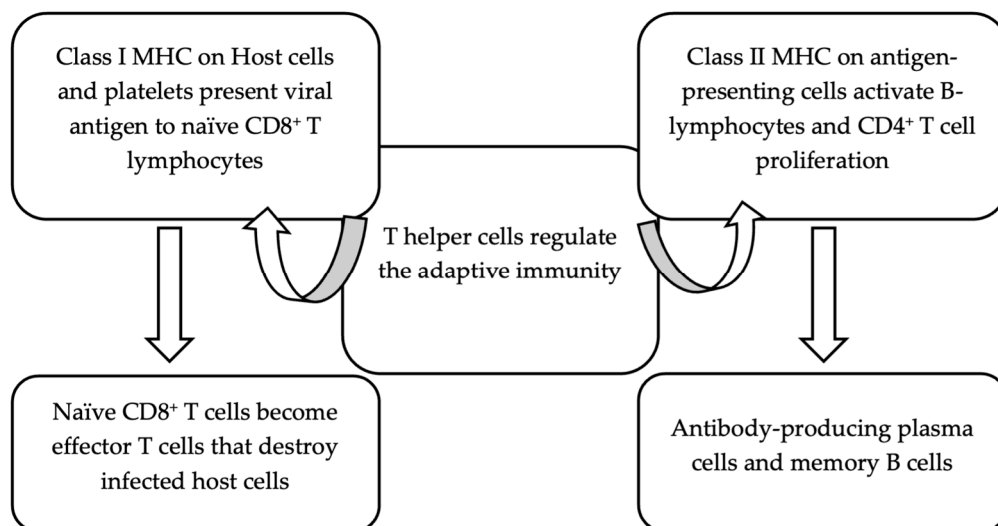 Class I MHC on Host cells
and platelets present viral
antigen to naïve CD8⁺ T
lymphocytes
Class II MHC on antigen-
presenting cells activate B-
lymphocytes and CD4⁺ T cell
proliferation
T helper cells regulate
the adaptive immunity
Naïve CD8⁺ T cells become
effector T cells that destroy
infected host cells
Antibody-producing plasma
cells and memory B cells